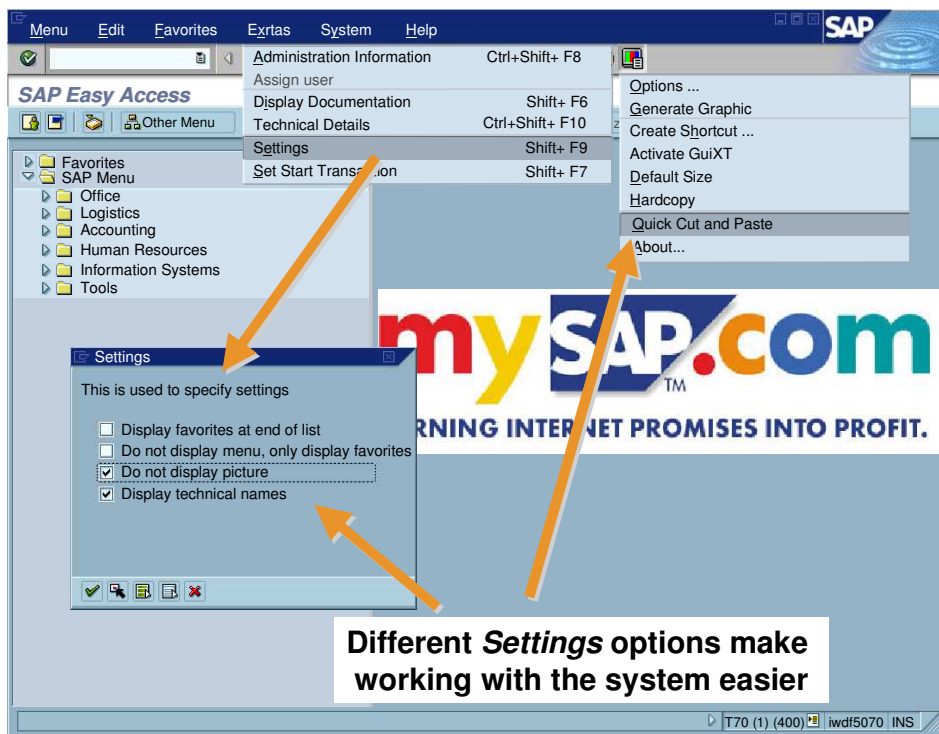 Menu Edit Favorites Exrtas System Help
SAP
Administration Information Ctrl+Shift+ F8
Assign user
Display Documentation Shift+ F6
Technical Details Ctrl+Shift+ F10
Settings Shift+ F9
Set Start Transaction Shift+ F7
Options ...
Generate Graphic
Create Shortcut ...
Activate GuiXT
Default Size
Hardcopy
Quick Cut and Paste
About...
SAP Easy Access
Other Menu
Favorites
SAP Menu
Office
Logistics
Accounting
Human Resources
Information Systems
Tools
mySAP.com
TM
RNING INTERNET PROMISES INTO PROFIT.
Settings
This is used to specify settings
Display favorites at end of list
Do not display menu, only display favorites
Do not display picture
Display technical names
Different Settings options make
working with the system easier
T70 (1) (400) iwdf5070 INS